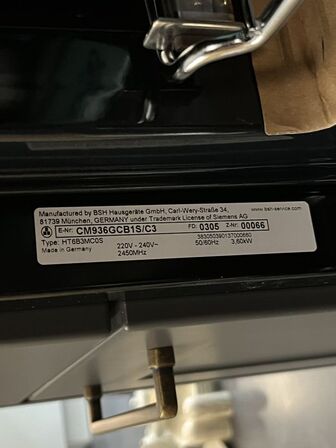 Manufactured by BSH Hausgeräte GmbH, Carl-Wery-Straße 34,
81739 München, GERMANY under Trademark License of Siemens AG
www.bsh-service.com
E-Nr: CM936GCB1S/C3 FD: 0305 Z-Nr: 00066
Type: HT6B3MC0S 383050390137000660
Made in Germany 220V - 240V~ 50/60Hz 3,60kW
2450MHz